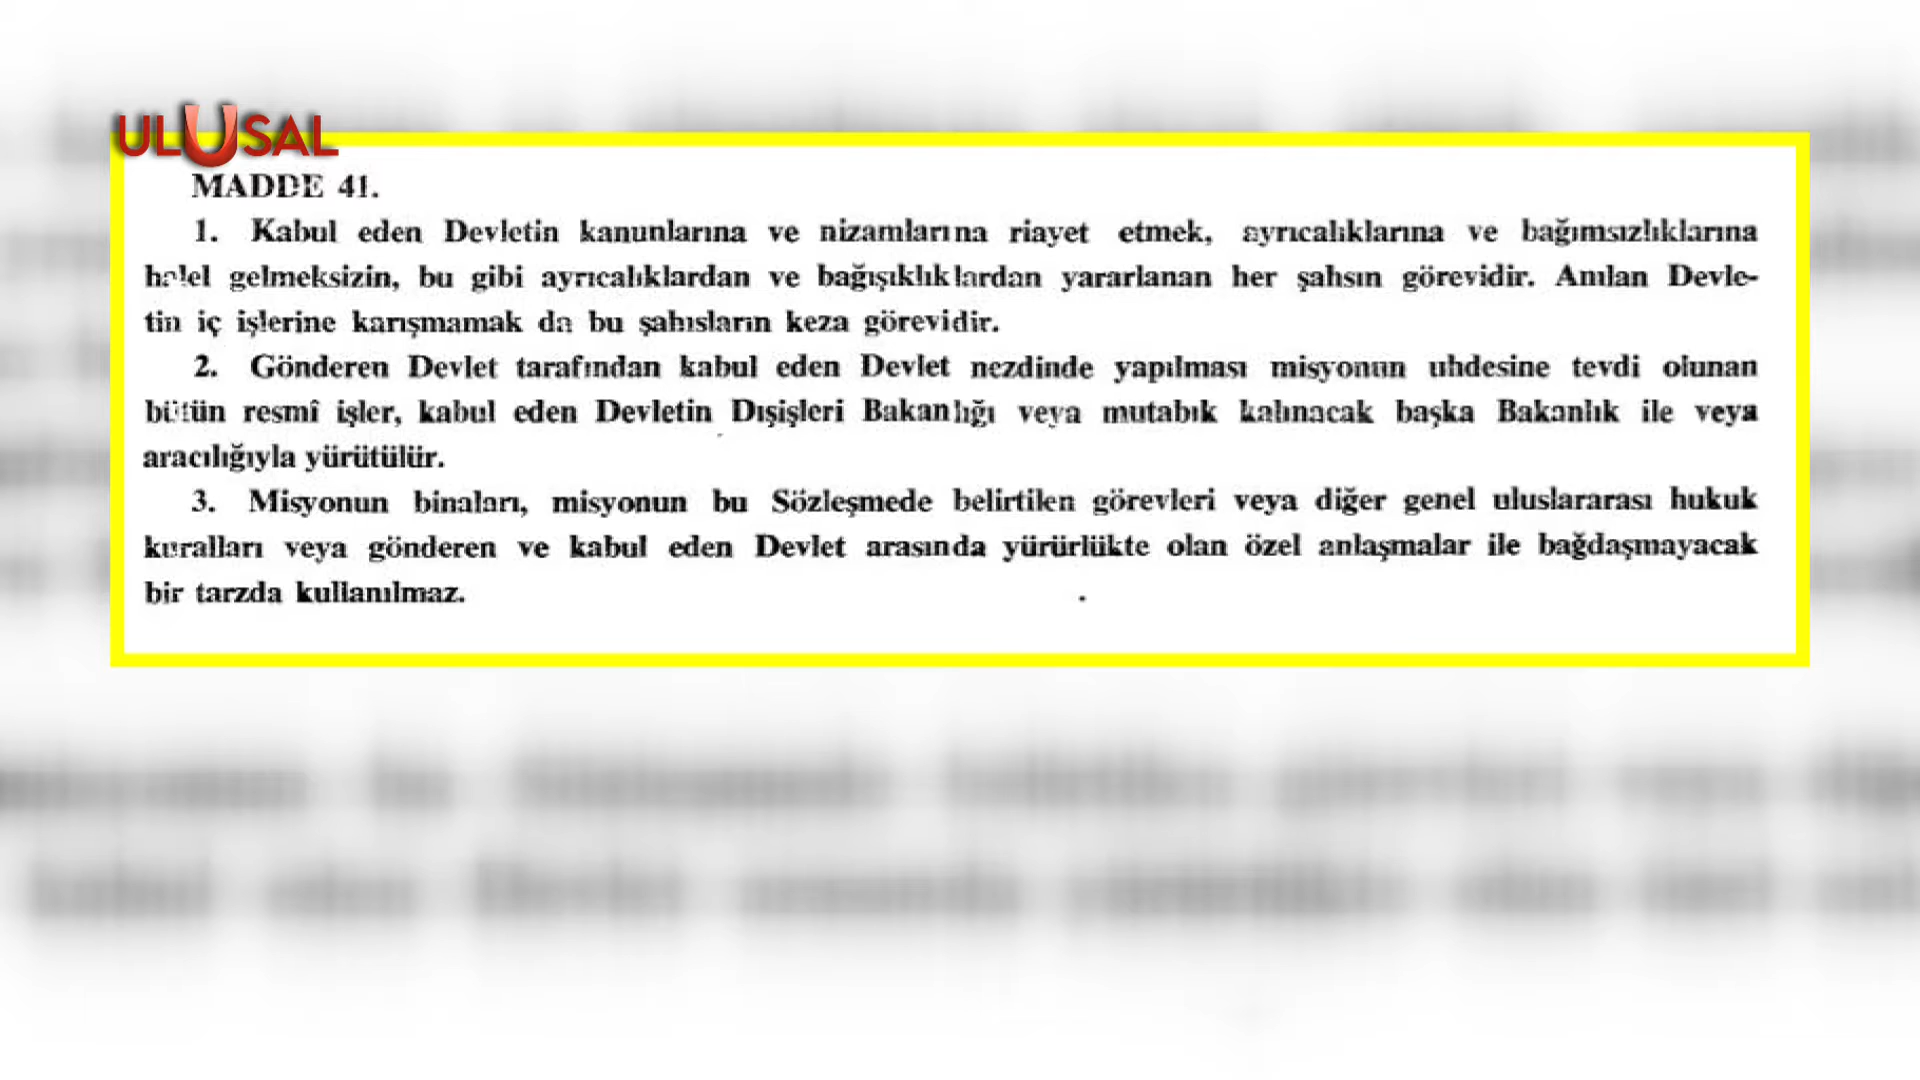 ULUSAL
MADDE 41.
1. Kabul eden Devletin kanunlarına ve nizamlarına riayet etmek, ayrıcalıklarına ve bağımsızlıklarına
halel gelmeksizin, bu gibi ayrıcalıklardan ve bağışıklıklardan yararlanan her şahsın görevidir. Anılan Devle-
tin iç işlerine karışmamak da bu şahısların keza görevidir.
2. Gönderen Devlet tarafından kabul eden Devlet nezdinde yapılması misyonun uhdesine tevdi olunan
bütün resmî işler, kabul eden Devletin Dışişleri Bakanlığı veya mutabık kalınacak başka Bakanlık ile veya
aracılığıyla yürütülür.
3. Misyonun binaları, misyonun bu Sözleşmede belirtilen görevleri veya diğer genel uluslararası hukuk
kuralları veya gönderen ve kabul eden Devlet arasında yürürlükte olan özel anlaşmalar ile bağdaşmayacak
bir tarzda kullanılmaz.